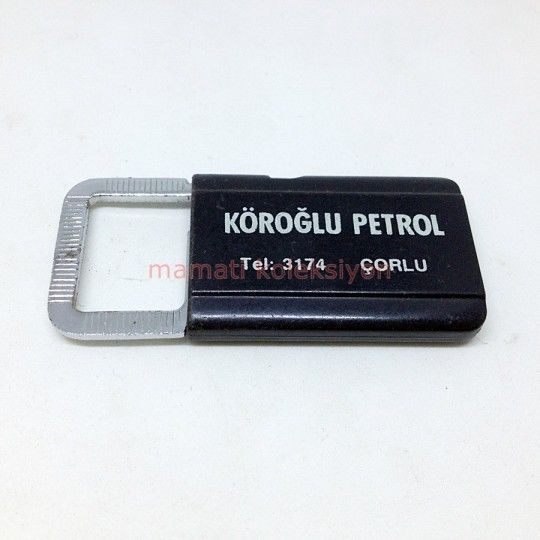 KÖROĞLU PETROL
Tel: 3174 ÇORLU
mamati koleksiyon